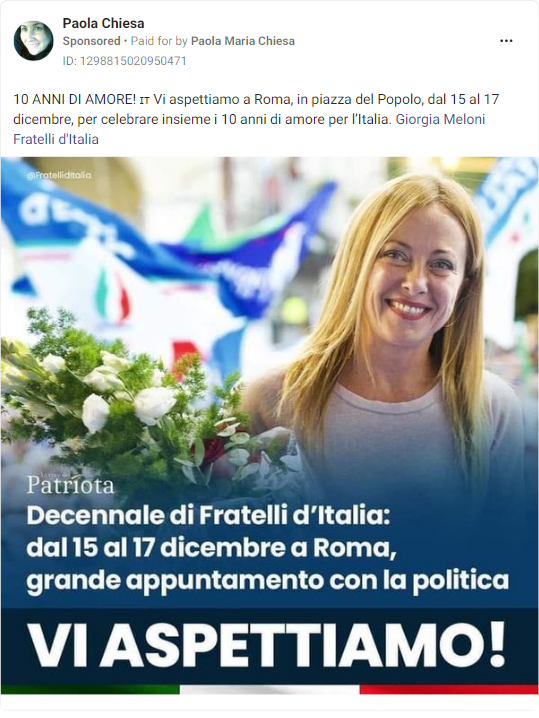 Paola Chiesa
Sponsored • Paid for by Paola Maria Chiesa
ID: 1298815020950471
10 ANNI DI AMORE! ɪᴛ Vi aspettiamo a Roma, in piazza del Popolo, dal 15 al 17
dicembre, per celebrare insieme i 10 anni di amore per l’Italia. Giorgia Meloni
Fratelli d'Italia
@FratellidItalia
Patriota
Decennale di Fratelli d’Italia:
dal 15 al 17 dicembre a Roma,
grande appuntamento con la politica
VI ASPETTIAMO!